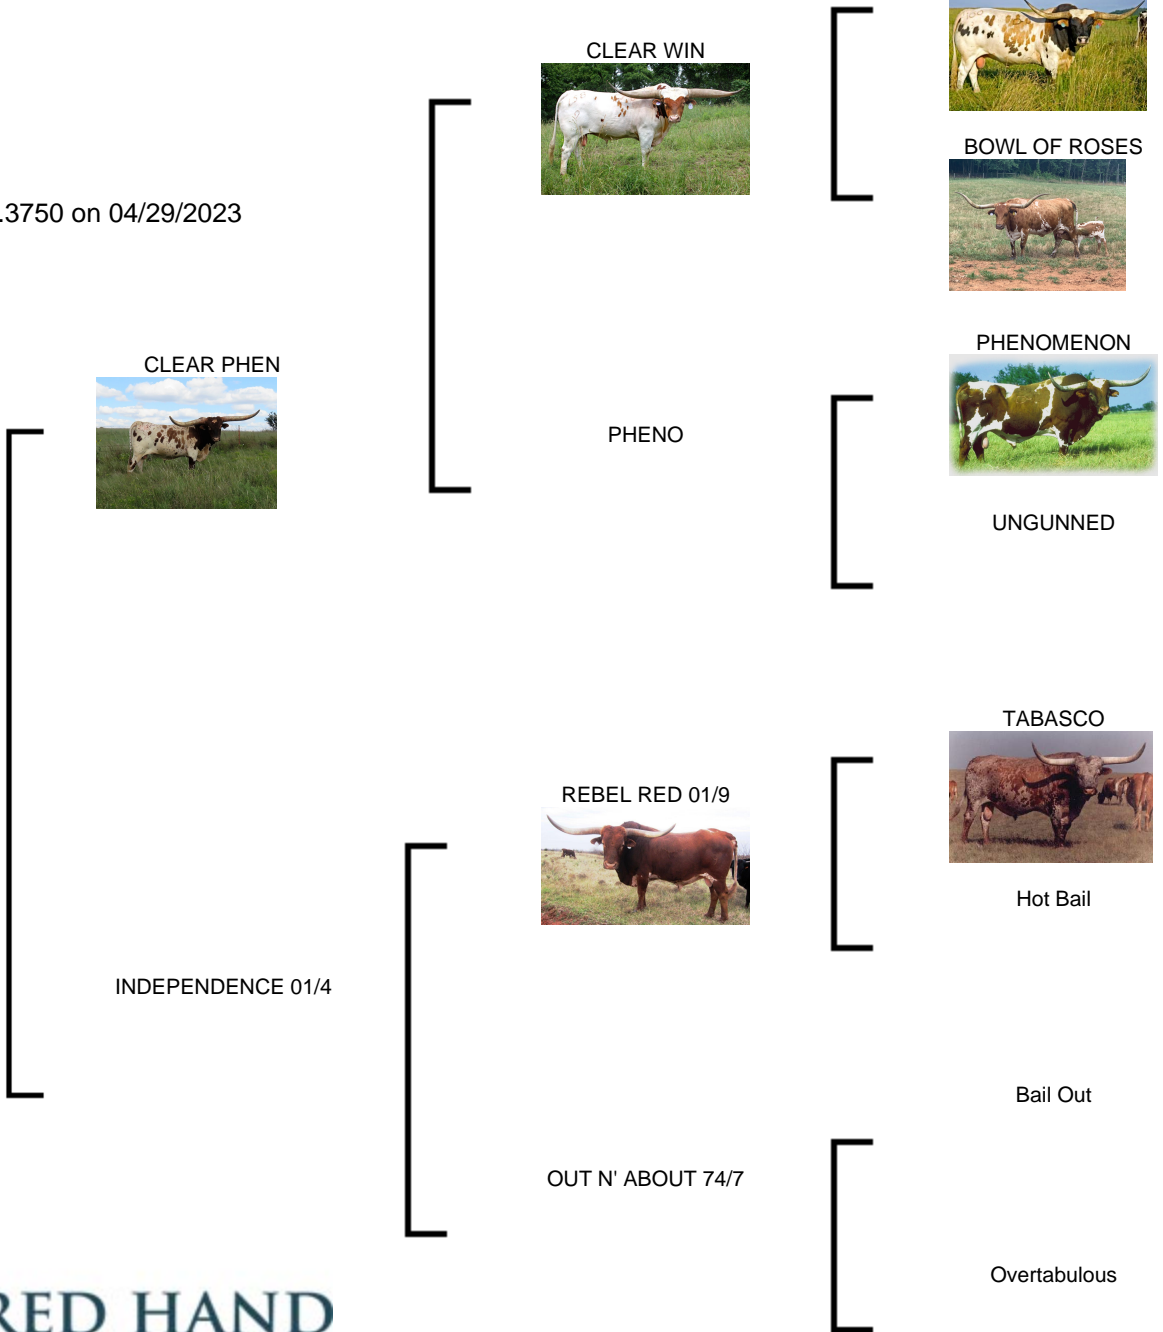 CLEAR WIN
BOWL OF ROSES
.3750 on 04/29/2023
PHENOMENON
CLEAR PHEN
PHENO
UNGUNNED
TABASCO
REBEL RED 01/9
Hot Bail
INDEPENDENCE 01/4
Bail Out
OUT N' ABOUT 74/7
Overtabulous
RED HAND